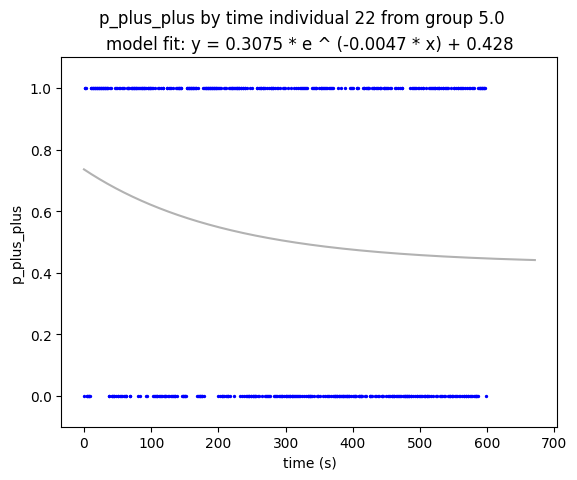 p_plus_plus by time individual 22 from group 5.0
model fit: y = 0.3075 * e ^ (-0.0047 * x) + 0.428
1.0
0.8
0.6
0.4
0.2
0.0
p_plus_plus
0 100 200 300 400 500 600 700
time (s)